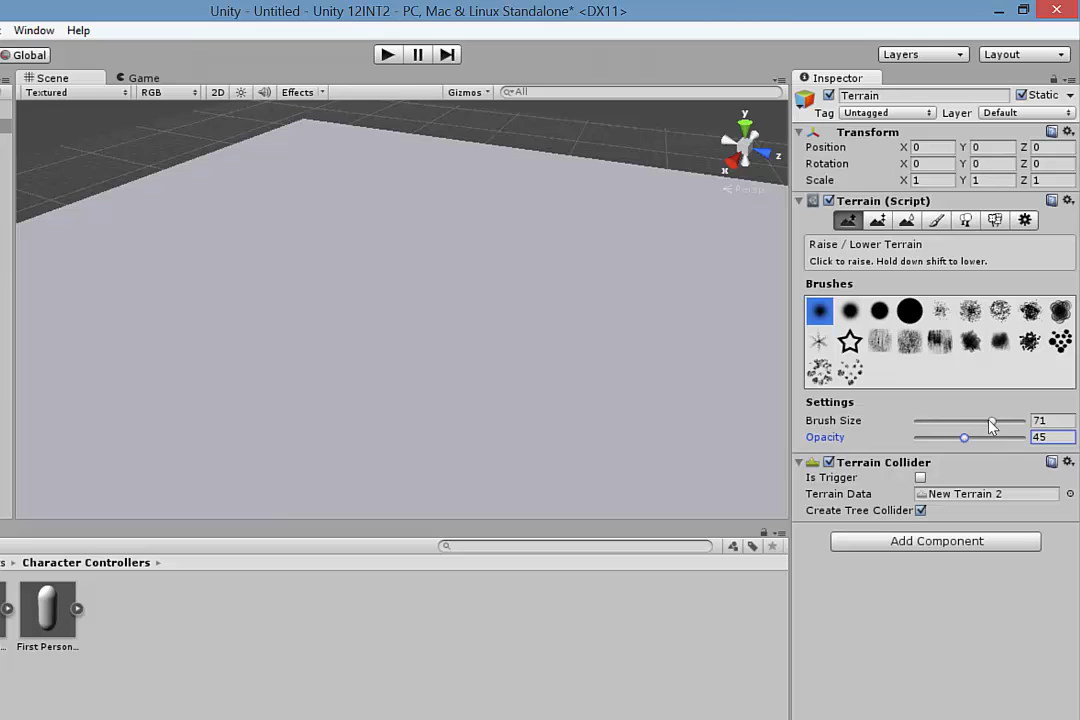 Unity - Untitled - Unity 12INT2 - PC, Mac & Linux Standalone* <DX11>
Window Help
Global
Layers
Layout
Scene
Game
Inspector
Textured
RGB
2D
Effects
Gizmos
All
Terrain
Static
Tag Untagged Layer Default
Transform
Position X 0 Y 0 Z 0
Rotation X 0 Y 0 Z 0
Scale X 1 Y 1 Z 1
y
z
x
Persp
Terrain (Script)
Raise / Lower Terrain
Click to raise. Hold down shift to lower.
Brushes
Settings
Brush Size 71
Opacity 45
Terrain Collider
Is Trigger
Terrain Data New Terrain 2
Create Tree Collider
Add Component
s Character Controllers
... First Person...